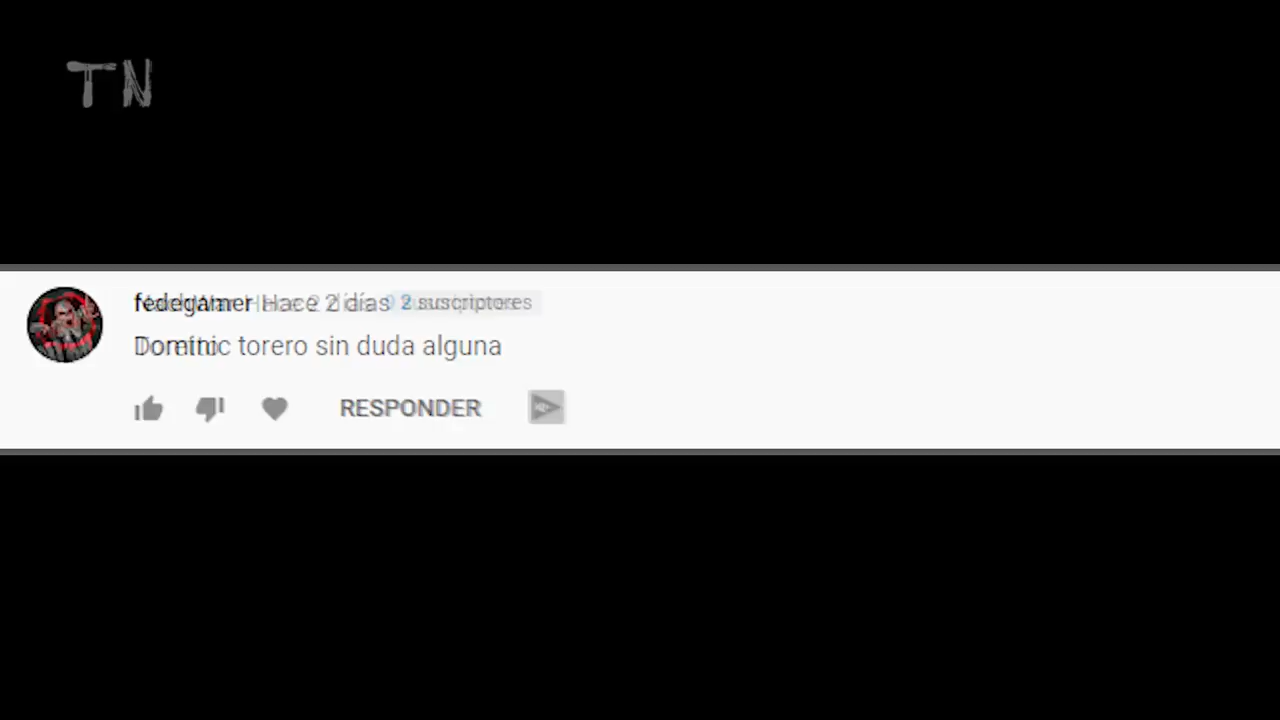 TN
fedegamer Hace 2 días 2 suscriptores
Dominic torero sin duda alguna
RESPONDER